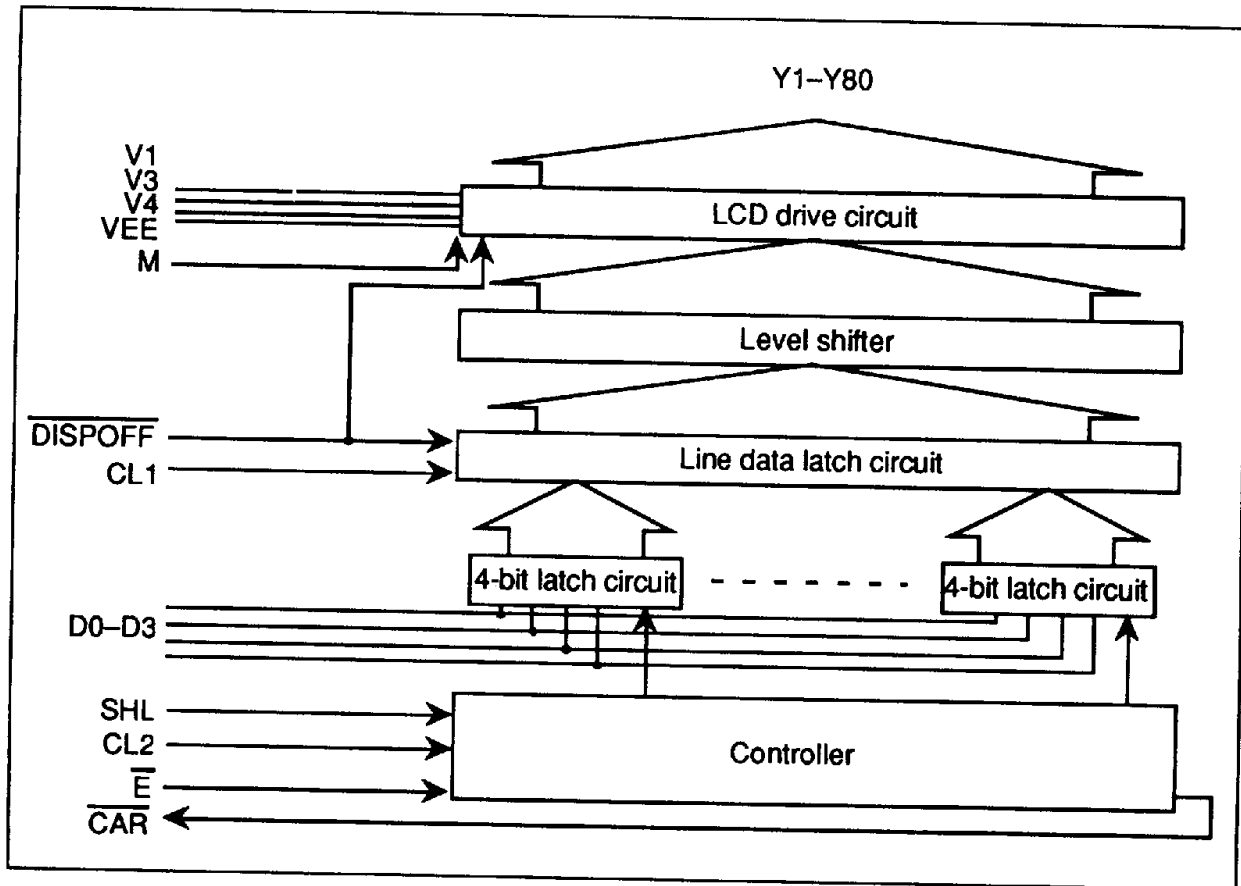 Y1–Y80
V1
V3
V4
VEE
M
LCD drive circuit
Level shifter
DISPOFF
CL1
Line data latch circuit
4-bit latch circuit
4-bit latch circuit
D0–D3
SHL
CL2
E
CAR
Controller